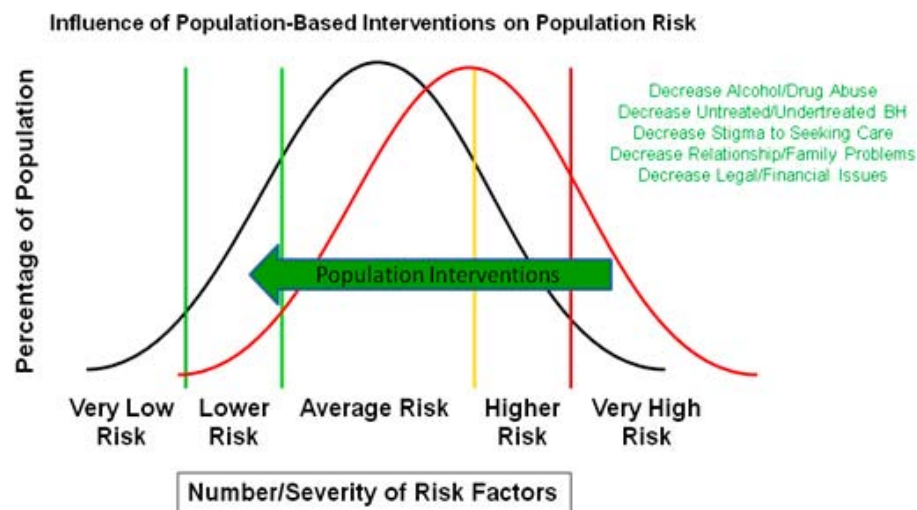 Influence of Population-Based Interventions on Population Risk
Decrease Alcohol/Drug Abuse
Decrease Untreated/Undertreated BH
Decrease Stigma to Seeking Care
Decrease Relationship/Family Problems
Decrease Legal/Financial Issues
Percentage of Population
Population Interventions
Very Low
Risk
Lower
Risk
Average Risk
Higher
Risk
Very High
Risk
Number/Severity of Risk Factors